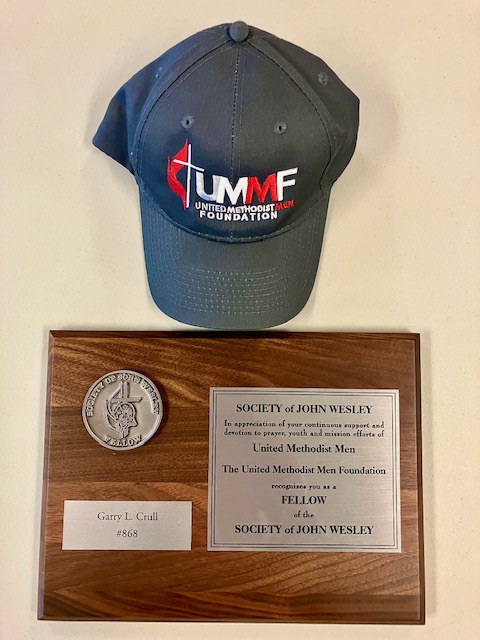 UMMF
UNITED METHODIST MEN
FOUNDATION
SOCIETY OF JOHN WESLEY
FELLOW
Garry L. Crull
#868
SOCIETY of JOHN WESLEY
In appreciation of your continuous support and
devotion to prayer, youth and mission efforts of
United Methodist Men
The United Methodist Men Foundation
recognizes you as a
FELLOW
of the
SOCIETY of JOHN WESLEY